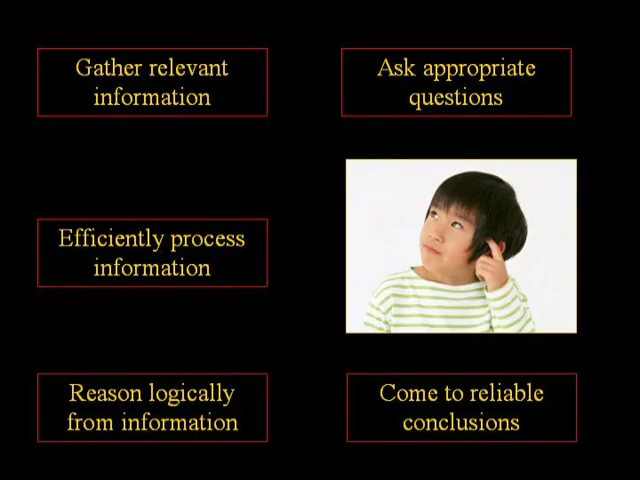 Gather relevant
information
Ask appropriate
questions
Efficiently process
information
Reason logically
from information
Come to reliable
conclusions